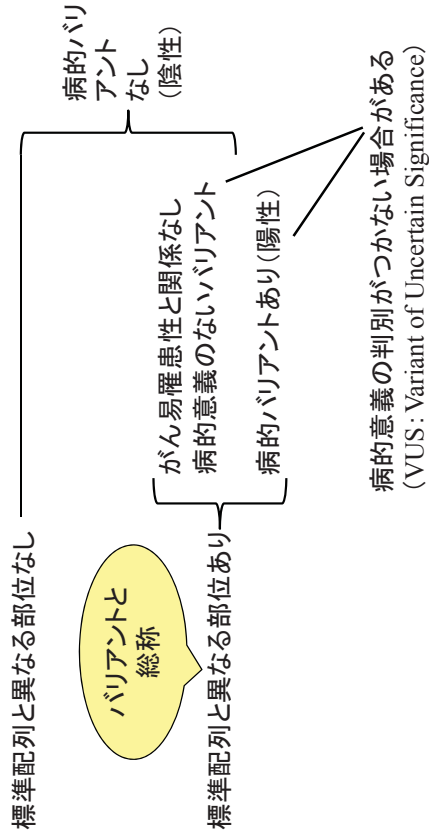 標準配列と異なる部位なし
病的バリ
アント
なし
(陰性)
バリアントと
総称
標準配列と異なる部位あり
がん易罹患性と関係なし
病的意義のないバリアント
病的バリアントあり(陽性)
病的意義の判別がつかない場合がある
(VUS: Variant of Uncertain Significance)